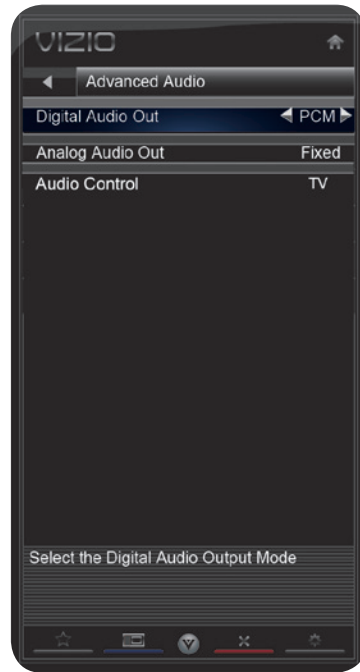 VIZIO
Advanced Audio
Digital Audio Out PCM
Analog Audio Out Fixed
Audio Control TV
Select the Digital Audio Output Mode
V